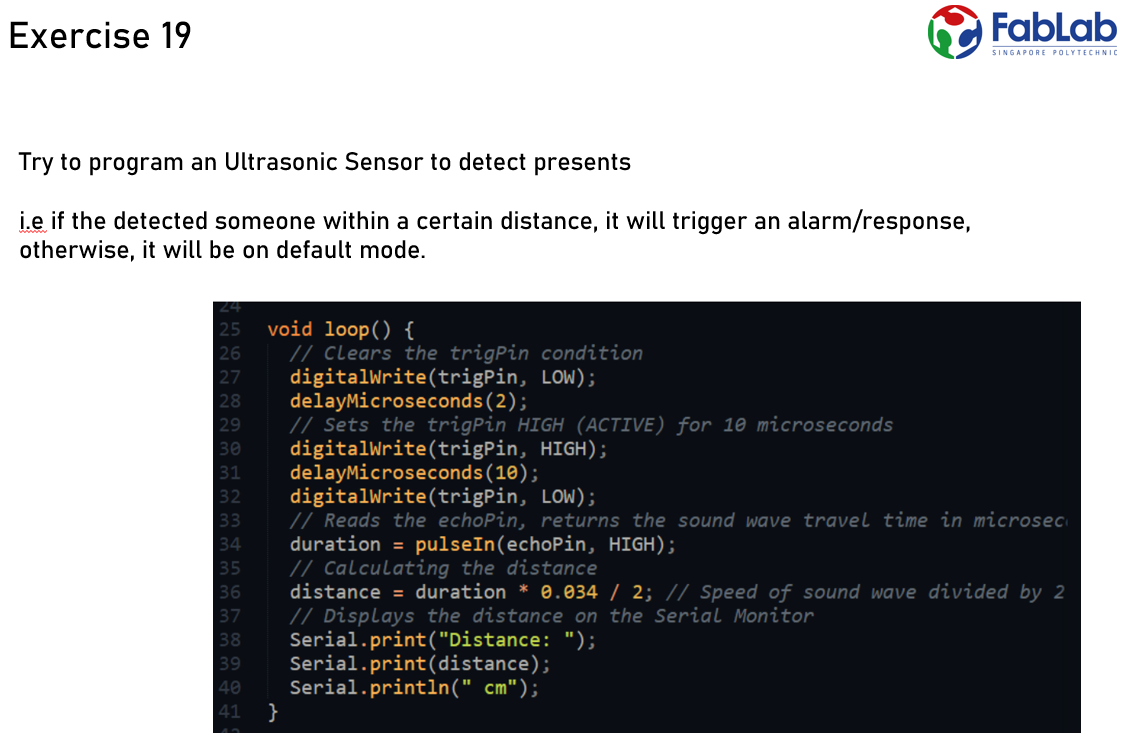 Exercise 19
FabLab
SINGAPORE POLYTECHNIC
Try to program an Ultrasonic Sensor to detect presents
i.e if the detected someone within a certain distance, it will trigger an alarm/response,
otherwise, it will be on default mode.
24
25 void loop() {
26 // Clears the trigPin condition
27 digitalWrite(trigPin, LOW);
28 delayMicroseconds(2);
29 // Sets the trigPin HIGH (ACTIVE) for 10 microseconds
30 digitalWrite(trigPin, HIGH);
31 delayMicroseconds(10);
32 digitalWrite(trigPin, LOW);
33 // Reads the echoPin, returns the sound wave travel time in microsec
34 duration = pulseIn(echoPin, HIGH);
35 // Calculating the distance
36 distance = duration * 0.034 / 2; // Speed of sound wave divided by 2
37 // Displays the distance on the Serial Monitor
38 Serial.print("Distance: ");
39 Serial.print(distance);
40 Serial.println(" cm");
41 }